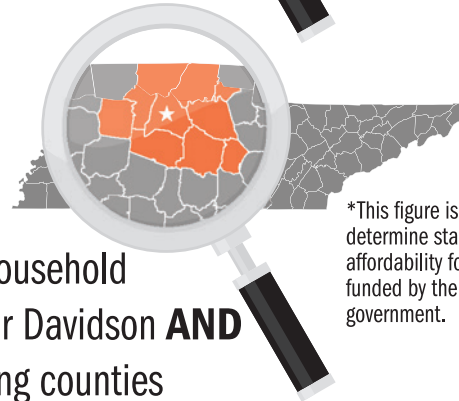 *This figure is
determine sta
affordability fo
funded by the
government.
ousehold
r Davidson AND
ng counties